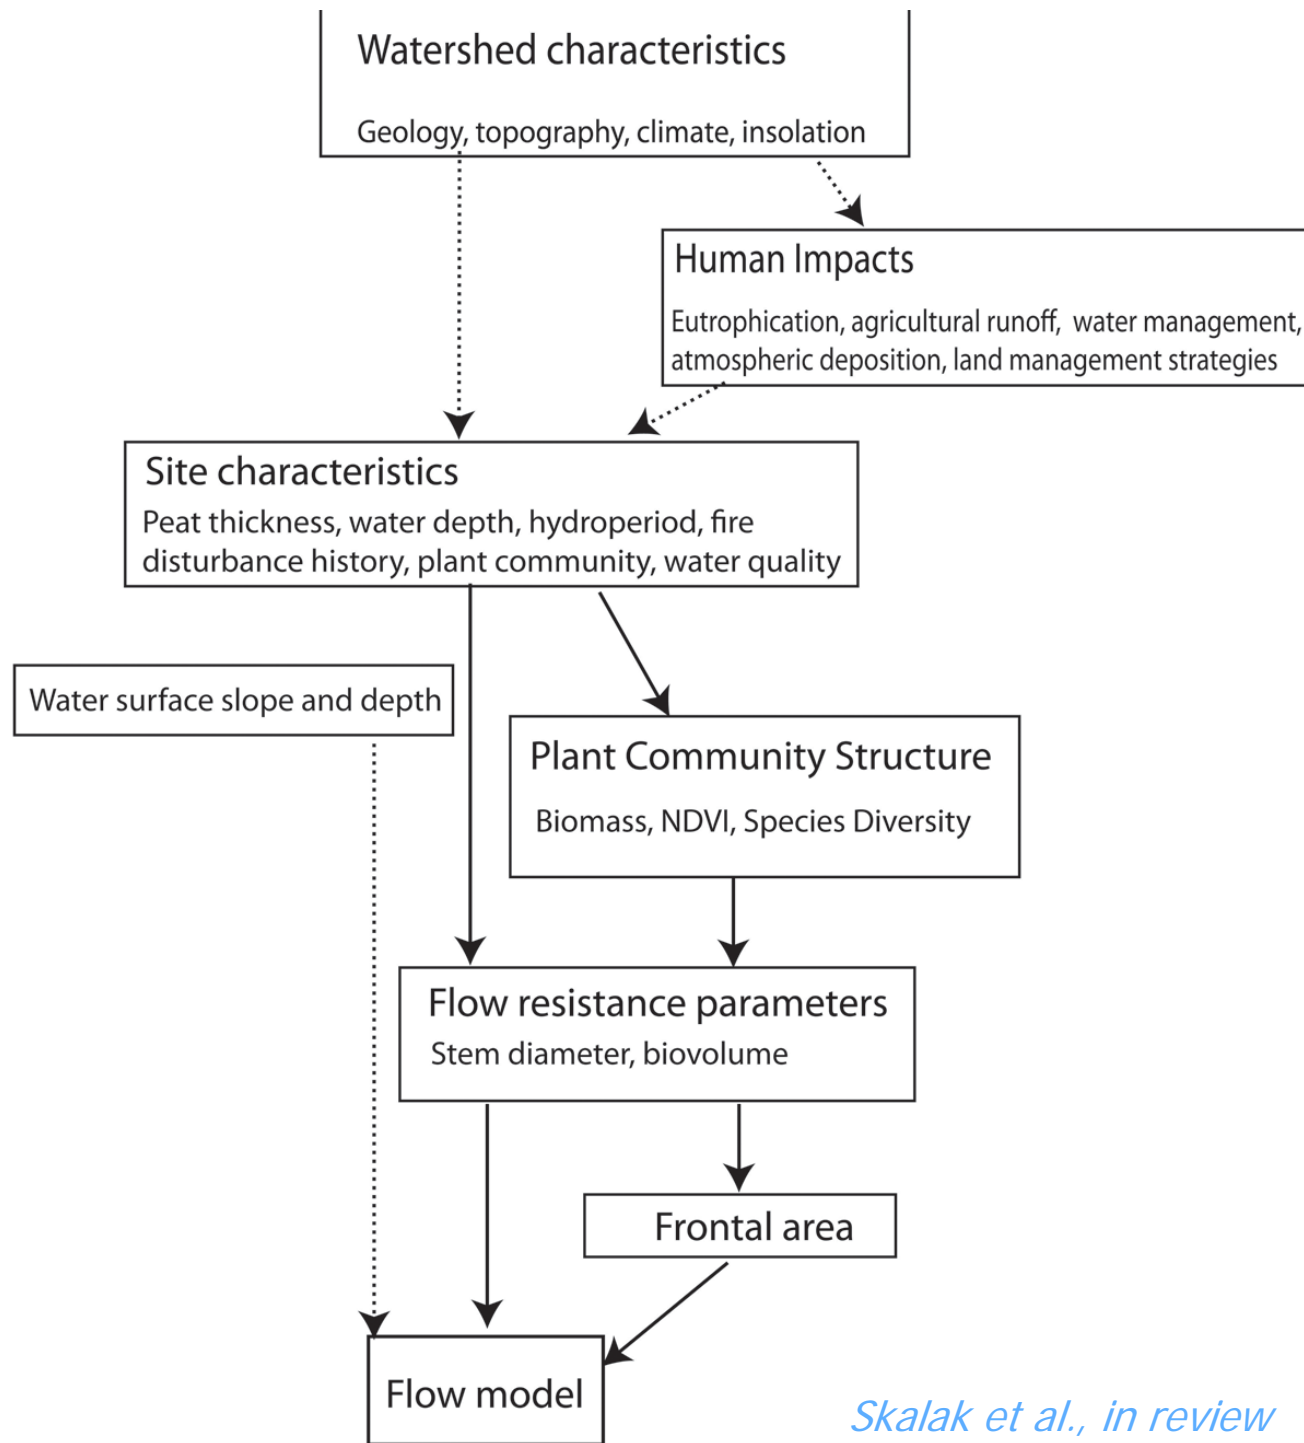 Watershed characteristics
Geology, topography, climate, insolation
Human Impacts
Eutrophication, agricultural runoff, water management,
atmospheric deposition, land management strategies
Site characteristics
Peat thickness, water depth, hydroperiod, fire
disturbance history, plant community, water quality
Water surface slope and depth
Plant Community Structure
Biomass, NDVI, Species Diversity
Flow resistance parameters
Stem diameter, biovolume
Frontal area
Flow model
Skalak et al., in review